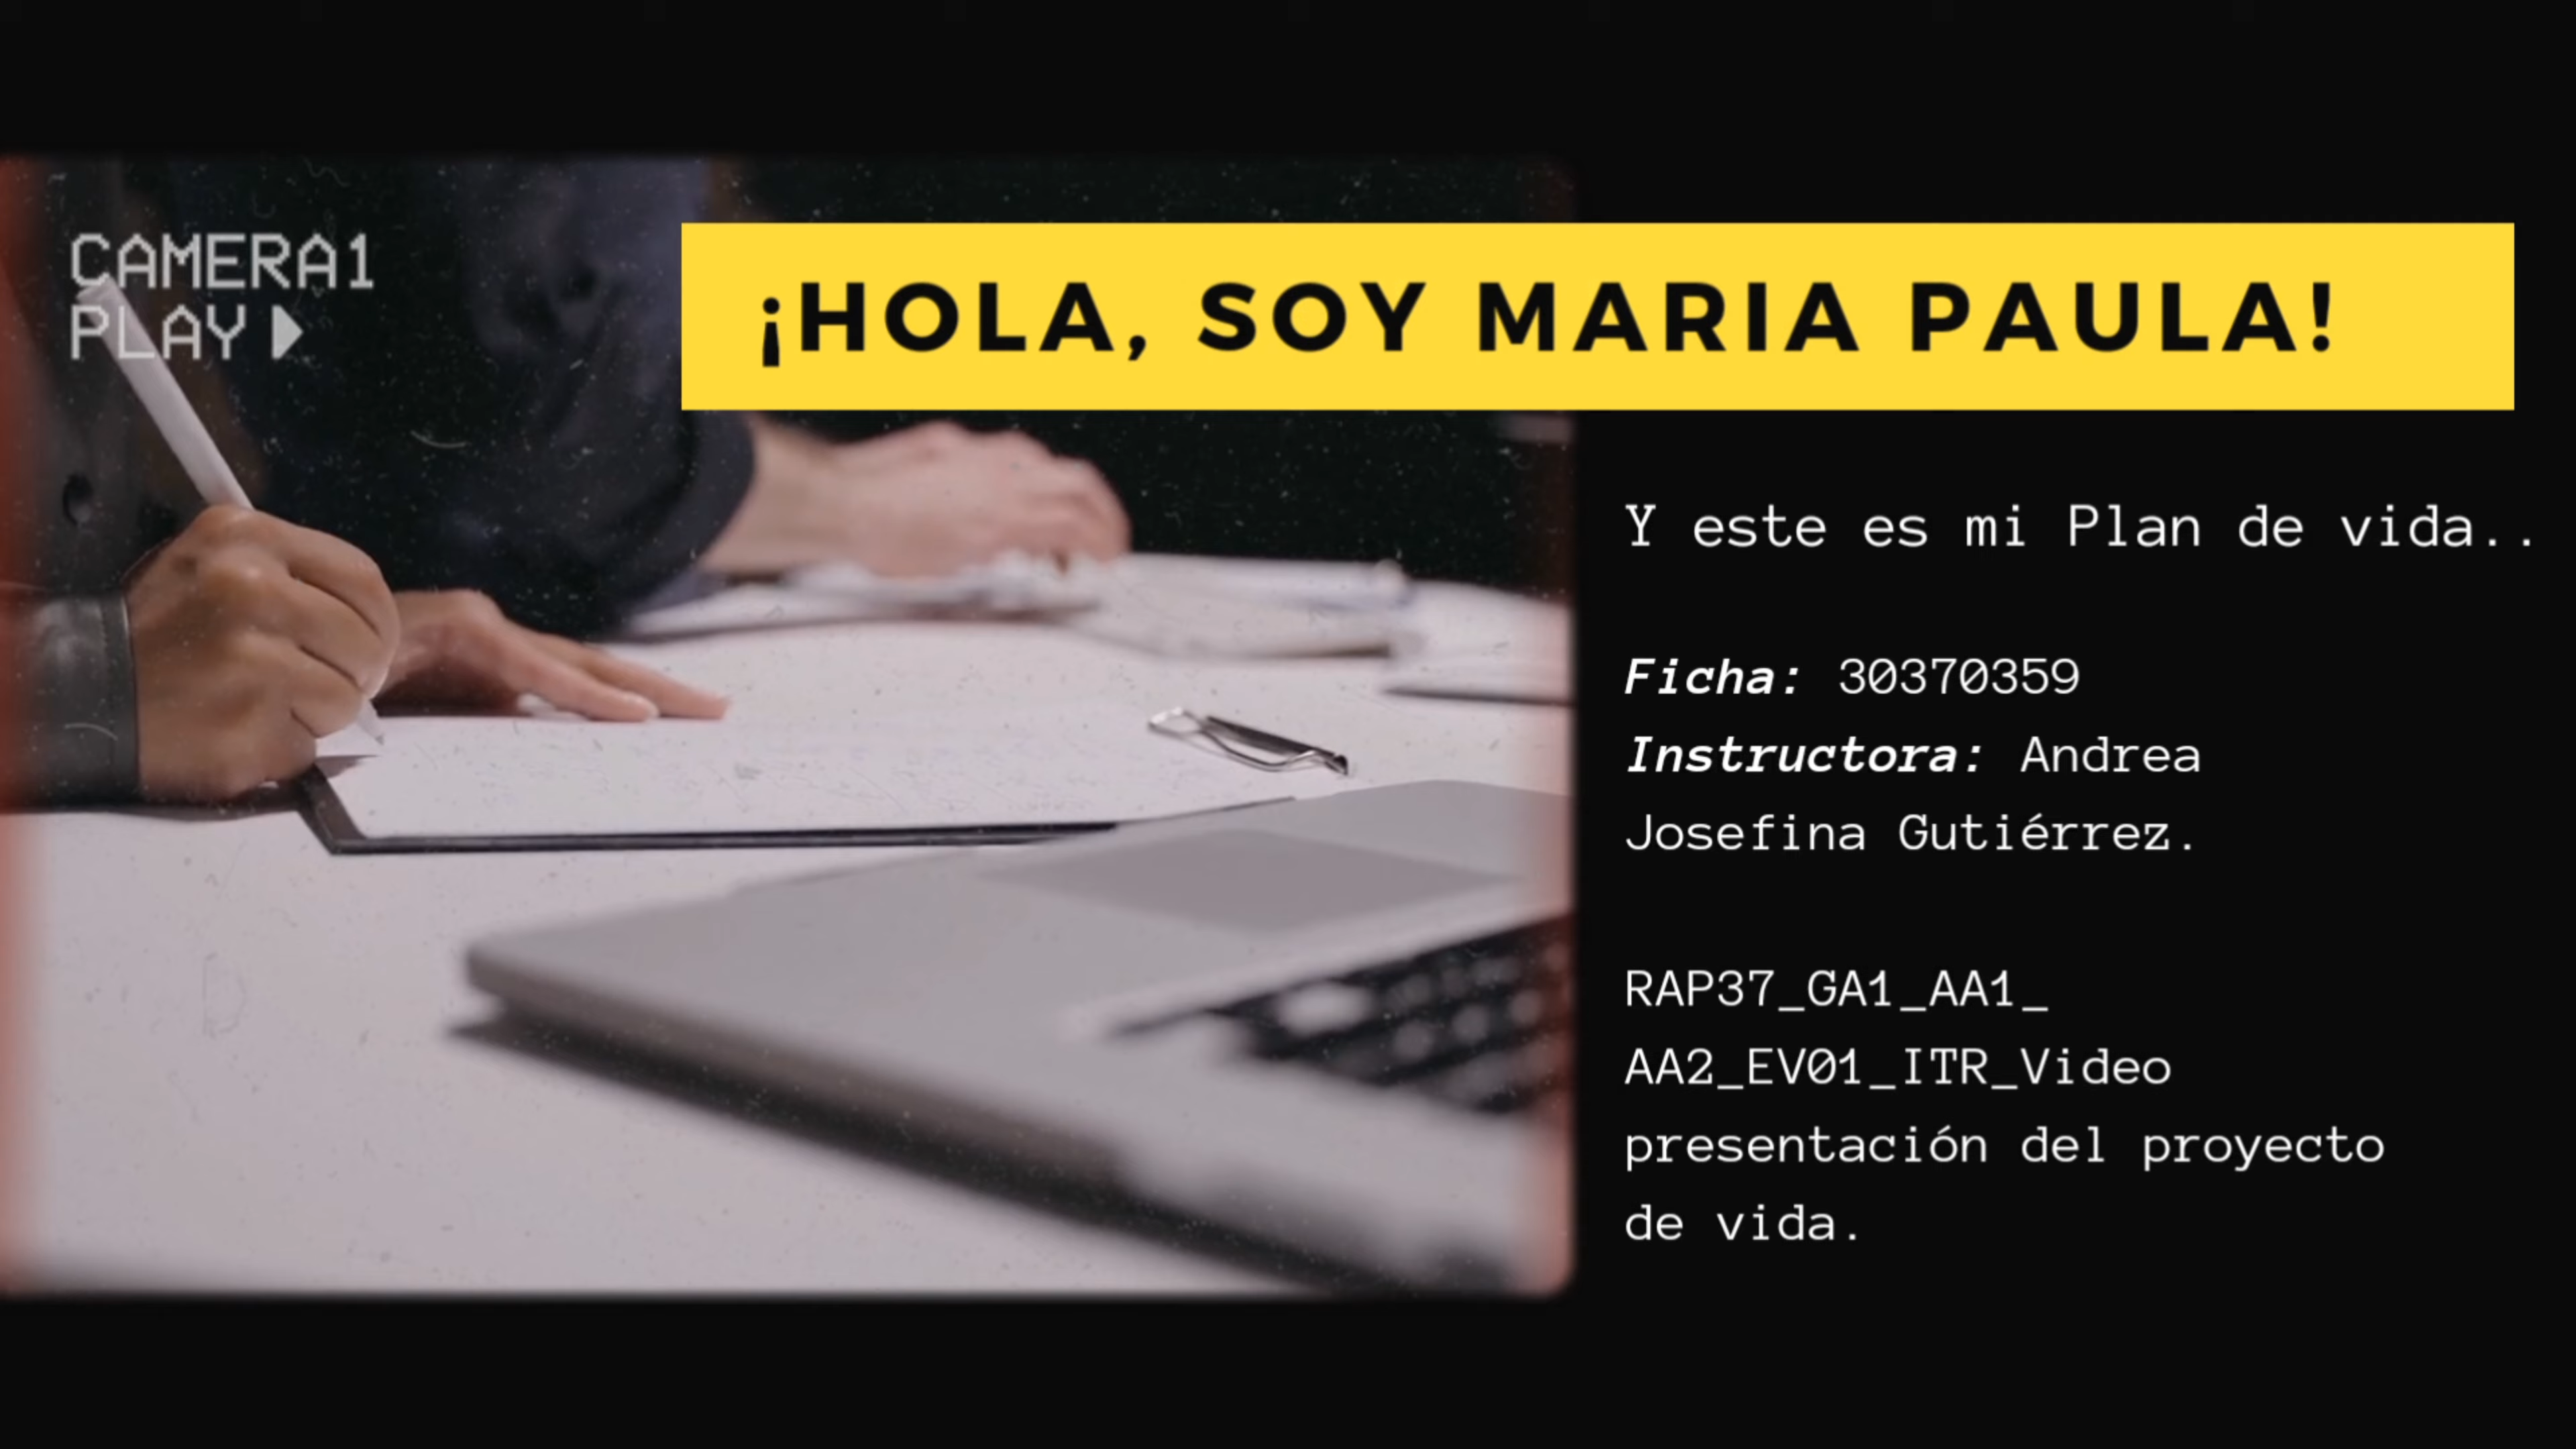 CAMERA1
PLAY
¡HOLA, SOY MARIA PAULA!
Y este es mi Plan de vida..
Ficha: 30370359
Instructora: Andrea
Josefina Gutiérrez.
RAP37_GA1_AA1_
AA2_EV01_ITR_Video
presentación del proyecto
de vida.